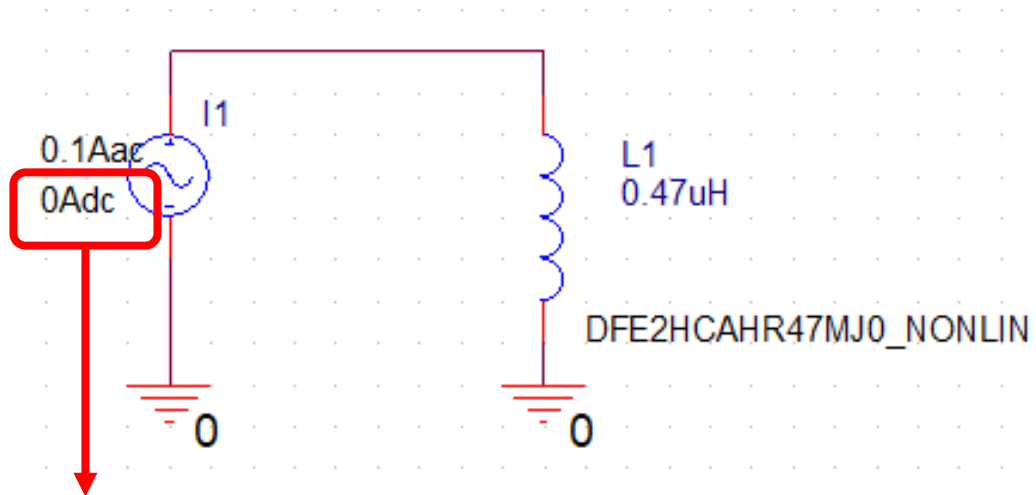 I1
0.1Aac
0Adc
L1
0.47uH
DFE2HCAHR47MJ0_NONLIN
0
0